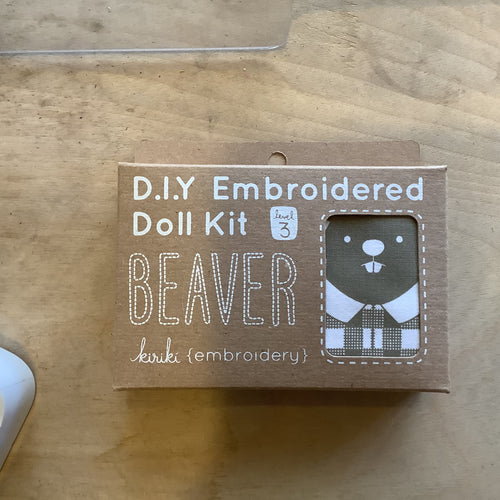 D.I.Y Embroidered
Doll Kit
level
3
BEAVER
kiriki {embroidery}